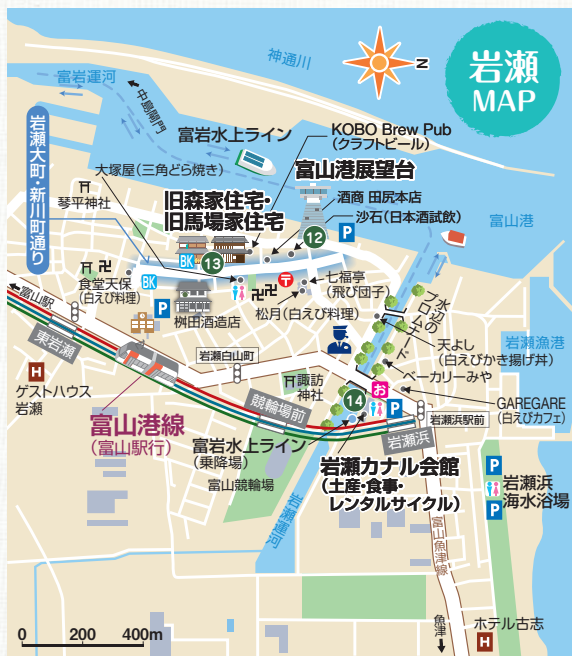 岩瀬
MAP
神通川
N
富岩運河
中島閘門
富岩水上ライン
KOBO Brew Pub
(クラフトビール)
岩瀬大町・新川町通り
大塚屋(三角どら焼き)
富山港展望台
琴平神社
旧森家住宅・
旧馬場家住宅
酒商 田尻本店
沙石(日本酒試飲)
富山港
12
P
13
BK
BK
食堂天保
(白えび料理)
P
桝田酒造店
七福亭
(飛び団子)
松月(白えび料理)
水辺のプロムナード
岩瀬漁港
富山駅
東岩瀬
岩瀬白山町
天よし
(白えびかき揚げ丼)
ベーカリーみや
H
ゲストハウス
岩瀬
諏訪
神社
14
お
P
GAREGARE
(白えびカフェ)
競輪場前
岩瀬浜駅前
富山港線
(富山駅行)
富岩水上ライン
(乗降場)
岩瀬浜
富山競輪場
岩瀬カナル会館
(土産・食事・
レンタルサイクル)
P
岩瀬浜
海水浴場
P
岩瀬運河
富山魚津線
魚津
ホテル古志
H
0 200 400m